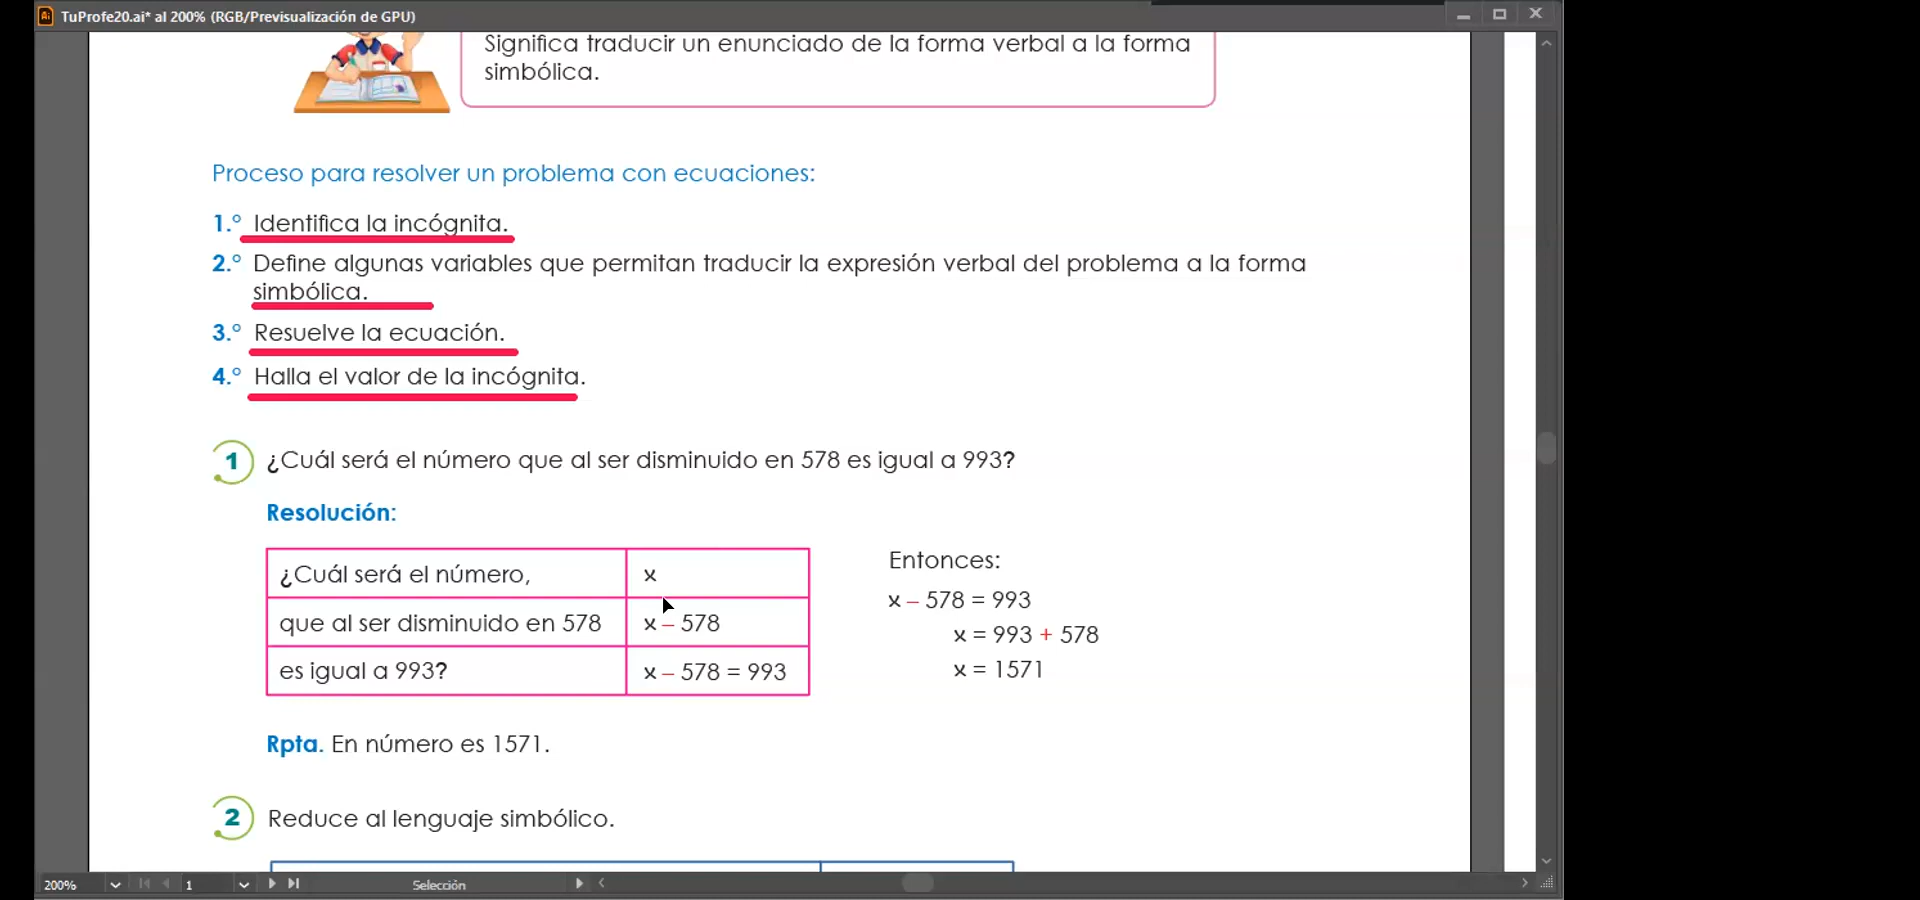 TuProfe20.ai* al 200% (RGB/Previsualización de GPU)
Significa traducir un enunciado de la forma verbal a la forma
simbólica.
Proceso para resolver un problema con ecuaciones:
1.° Identifica la incógnita.
2.° Define algunas variables que permitan traducir la expresión verbal del problema a la forma
simbólica.
3.° Resuelve la ecuación.
4.° Halla el valor de la incógnita.
1 ¿Cuál será el número que al ser disminuido en 578 es igual a 993?
Resolución:
¿Cuál será el número, x
que al ser disminuido en 578 x – 578
es igual a 993? x – 578 = 993
Entonces:
x – 578 = 993
x = 993 + 578
x = 1571
Rpta. En número es 1571.
2 Reduce al lenguaje simbólico.
200% 1 Selección